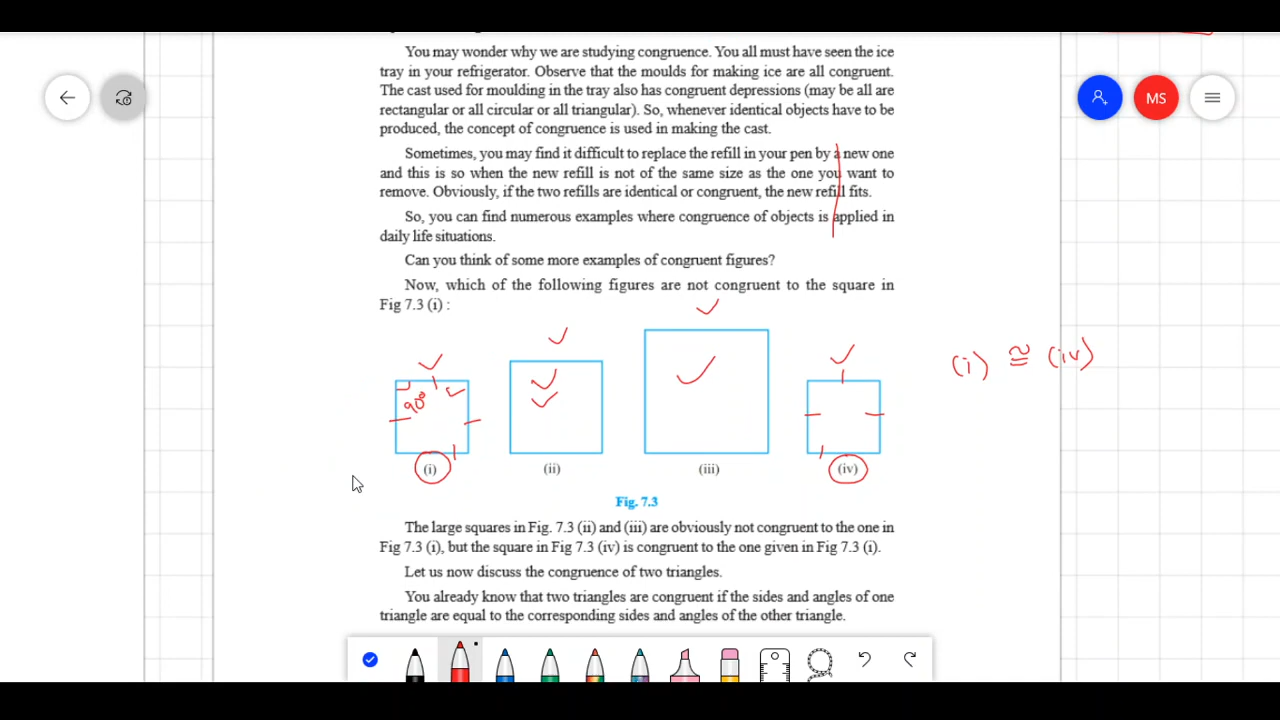 You may wonder why we are studying congruence. You all must have seen the ice
tray in your refrigerator. Observe that the moulds for making ice are all congruent.
The cast used for moulding in the tray also has congruent depressions (may be all are
rectangular or all circular or all triangular). So, whenever identical objects have to be
produced, the concept of congruence is used in making the cast.
Sometimes, you may find it difficult to replace the refill in your pen by a new one
and this is so when the new refill is not of the same size as the one you want to
remove. Obviously, if the two refills are identical or congruent, the new refill fits.
So, you can find numerous examples where congruence of objects is applied in
daily life situations.
Can you think of some more examples of congruent figures?
Now, which of the following figures are not congruent to the square in
Fig 7.3 (i) :
90°
(i) ≅ (iv)
(i) (ii) (iii) (iv)
Fig. 7.3
The large squares in Fig. 7.3 (ii) and (iii) are obviously not congruent to the one in
Fig 7.3 (i), but the square in Fig 7.3 (iv) is congruent to the one given in Fig 7.3 (i).
Let us now discuss the congruence of two triangles.
You already know that two triangles are congruent if the sides and angles of one
triangle are equal to the corresponding sides and angles of the other triangle.
MS